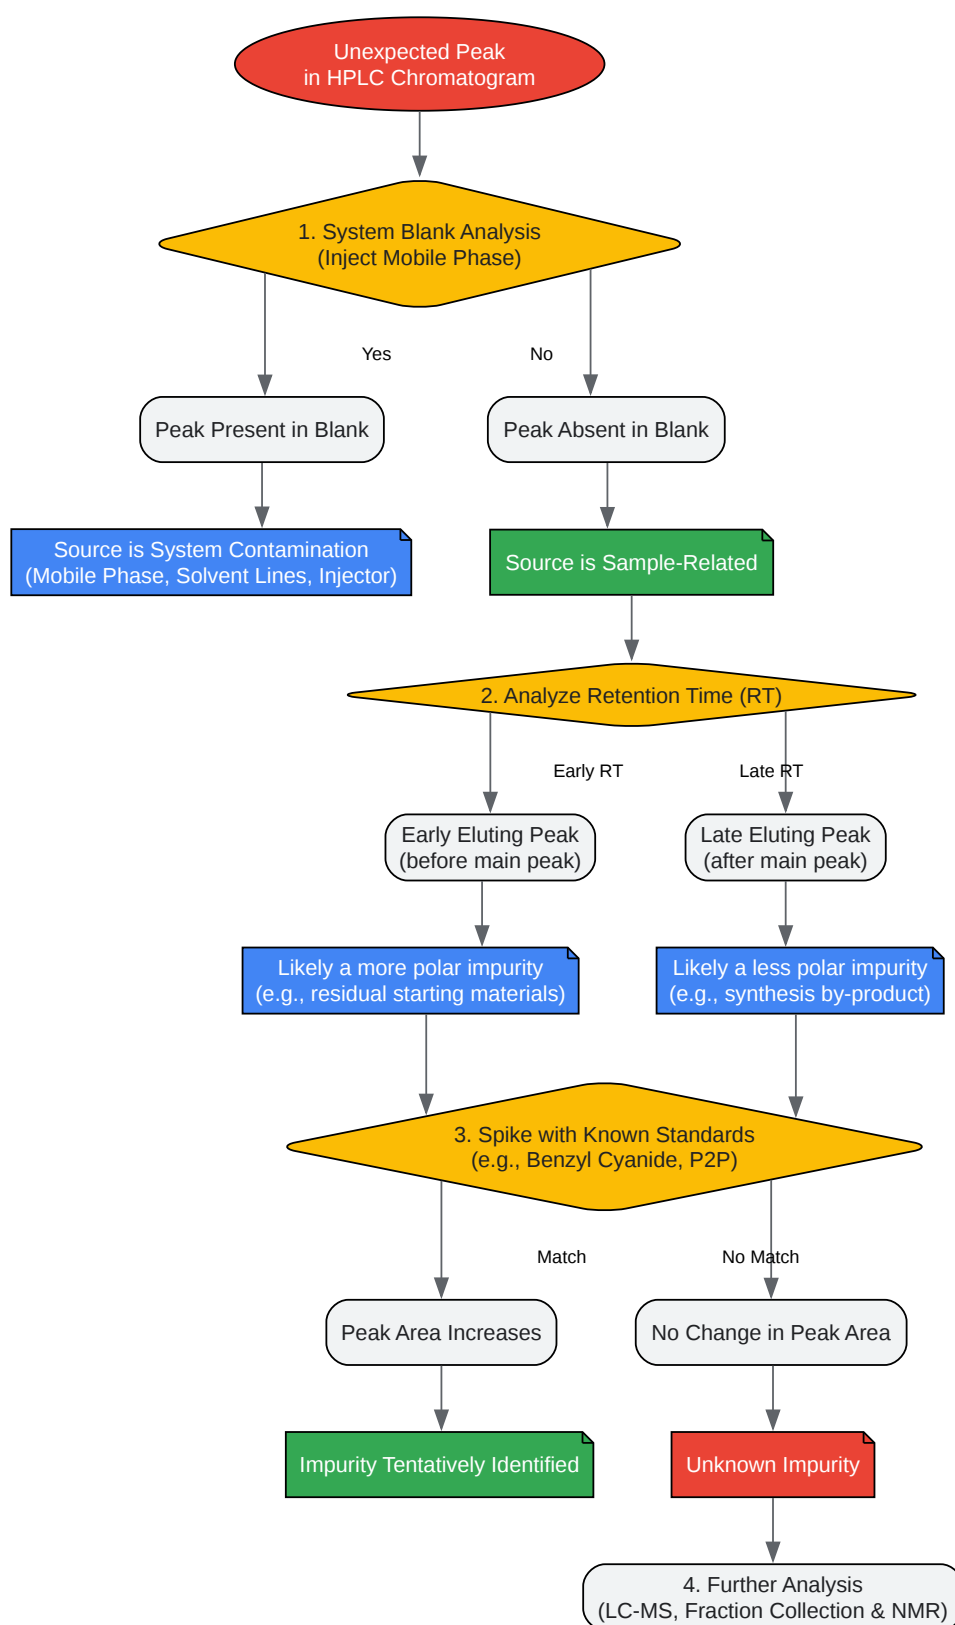 Unexpected Peak
in HPLC Chromatogram
1. System Blank Analysis
(Inject Mobile Phase)
Yes
No
Peak Present in Blank
Peak Absent in Blank
Source is System Contamination
(Mobile Phase, Solvent Lines, Injector)
Source is Sample-Related
2. Analyze Retention Time (RT)
Early RT
Late RT
Early Eluting Peak
(before main peak)
Late Eluting Peak
(after main peak)
Likely a more polar impurity
(e.g., residual starting materials)
Likely a less polar impurity
(e.g., synthesis by-product)
3. Spike with Known Standards
(e.g., Benzyl Cyanide, P2P)
Match
No Match
Peak Area Increases
No Change in Peak Area
Impurity Tentatively Identified
Unknown Impurity
4. Further Analysis
(LC-MS, Fraction Collection & NMR)